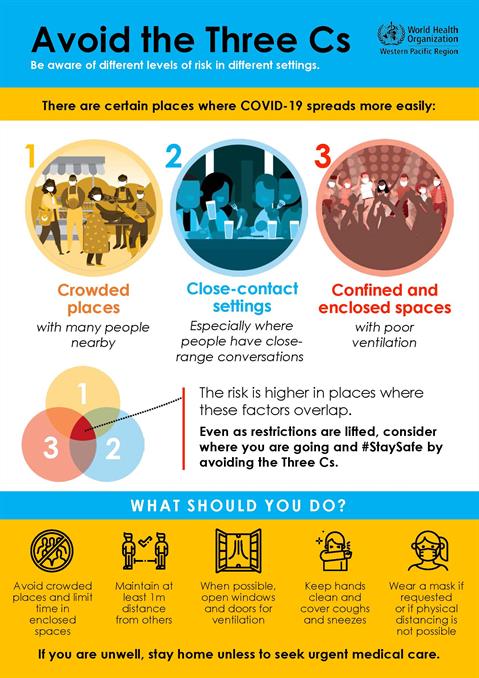 Avoid the Three Cs
World Health
Organization
Western Pacific Region
Be aware of different levels of risk in different settings.
There are certain places where COVID-19 spreads more easily:
1
2
3
Crowded
places
with many people
nearby
Close-contact
settings
Especially where
people have close-
range conversations
Confined and
enclosed spaces
with poor
ventilation
1
3
2
The risk is higher in places where
these factors overlap.
Even as restrictions are lifted, consider
where you are going and #StaySafe by
avoiding the Three Cs.
WHAT SHOULD YOU DO?
Avoid crowded
places and limit
time in
enclosed
spaces
Maintain at
least 1m
distance
from others
When possible,
open windows
and doors for
ventilation
Keep hands
clean and
cover coughs
and sneezes
Wear a mask if
requested
or if physical
distancing is
not possible
If you are unwell, stay home unless to seek urgent medical care.